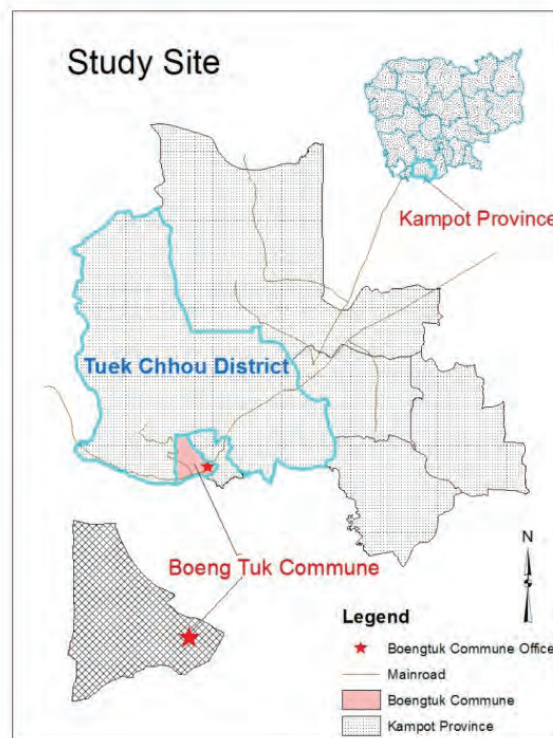 Study Site
Kampot Province
Tuek Chhou District
Boeng Tuk Commune
N
Legend
Boengtuk Commune Office
Mainroad
Boengtuk Commune
Kampot Province